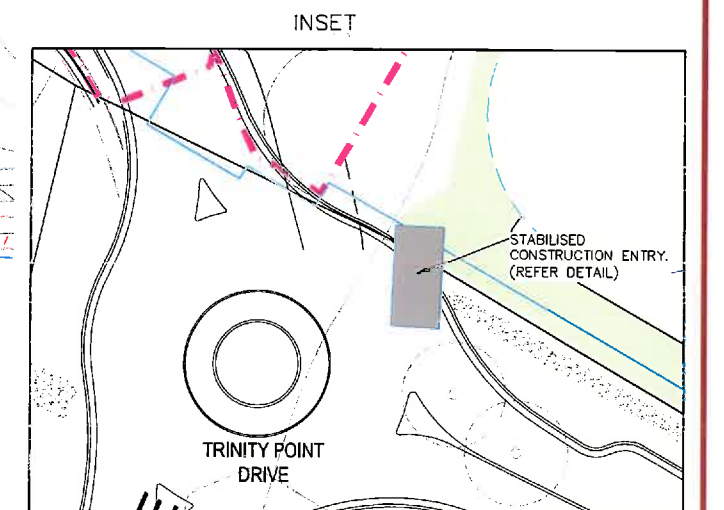 INSET
STABILISED
CONSTRUCTION ENTRY.
(REFER DETAIL)
TRINITY POINT
DRIVE